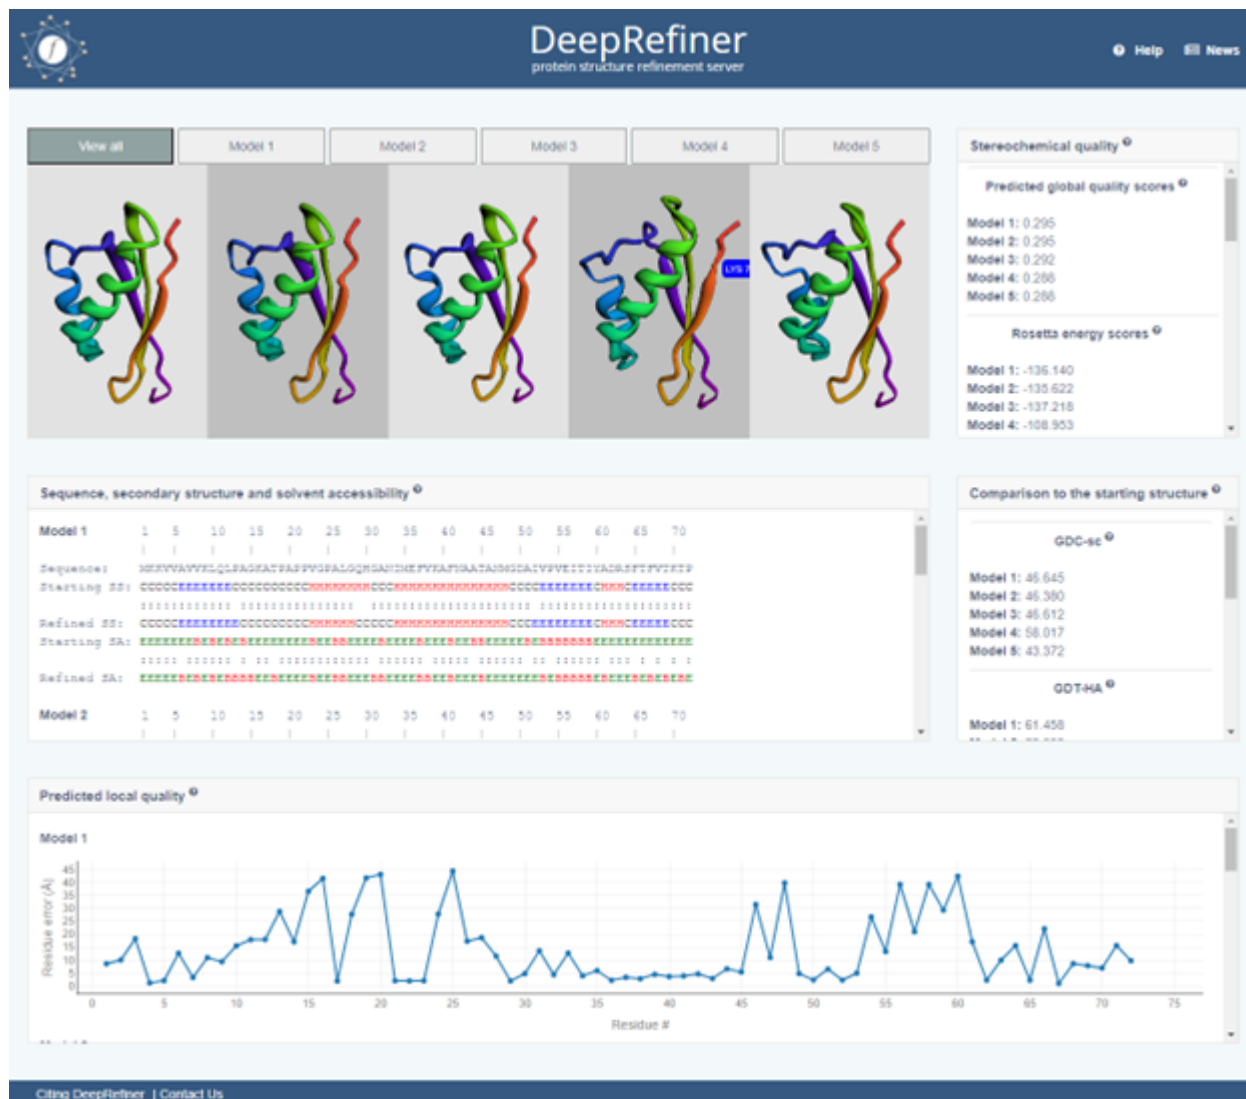 DeepRefiner
protein structure refinement server
Help News
View all Model 1 Model 2 Model 3 Model 4 Model 5
LYS 7
Stereochemical quality
Predicted global quality scores
Model 1: 0.295
Model 2: 0.295
Model 3: 0.292
Model 4: 0.288
Model 5: 0.288
Rosetta energy scores
Model 1: -136.140
Model 2: -135.622
Model 3: -137.218
Model 4: -108.953
Sequence, secondary structure and solvent accessibility
Model 1 1 5 10 15 20 25 30 35 40 45 50 55 60 65 70
Sequence:
Starting SS:
Refined SS:
Starting SA:
Refined SA:
Model 2 1 5 10 15 20 25 30 35 40 45 50 55 60 65 70
Comparison to the starting structure
GDC-sc
Model 1: 46.645
Model 2: 46.380
Model 3: 46.612
Model 4: 58.017
Model 5: 43.372
GDT-HA
Model 1: 61.458
Predicted local quality
Model 1
Residue error (Å)
45
40
35
30
25
20
15
10
5
0
0 5 10 15 20 25 30 35 40 45 50 55 60 65 70 75
Residue #
Citing DeepRefiner | Contact Us